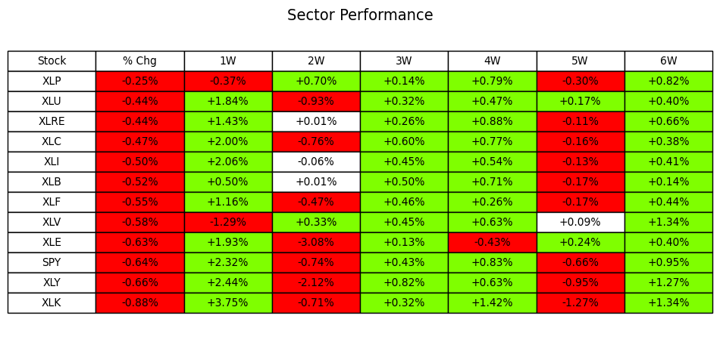 Sector Performance
Stock % Chg 1W 2W 3W 4W 5W 6W
XLP -0.25% -0.37% +0.70% +0.14% +0.79% -0.30% +0.82%
XLU -0.44% +1.84% -0.93% +0.32% +0.47% +0.17% +0.40%
XLRE -0.44% +1.43% +0.01% +0.26% +0.88% -0.11% +0.66%
XLC -0.47% +2.00% -0.76% +0.60% +0.77% -0.16% +0.38%
XLI -0.50% +2.06% -0.06% +0.45% +0.54% -0.13% +0.41%
XLB -0.52% +0.50% +0.01% +0.50% +0.71% -0.17% +0.14%
XLF -0.55% +1.16% -0.47% +0.46% +0.26% -0.17% +0.44%
XLV -0.58% -1.29% +0.33% +0.45% +0.63% +0.09% +1.34%
XLE -0.63% +1.93% -3.08% +0.13% -0.43% +0.24% +0.40%
SPY -0.64% +2.32% -0.74% +0.43% +0.83% -0.66% +0.95%
XLY -0.66% +2.44% -2.12% +0.82% +0.63% -0.95% +1.27%
XLK -0.88% +3.75% -0.71% +0.32% +1.42% -1.27% +1.34%